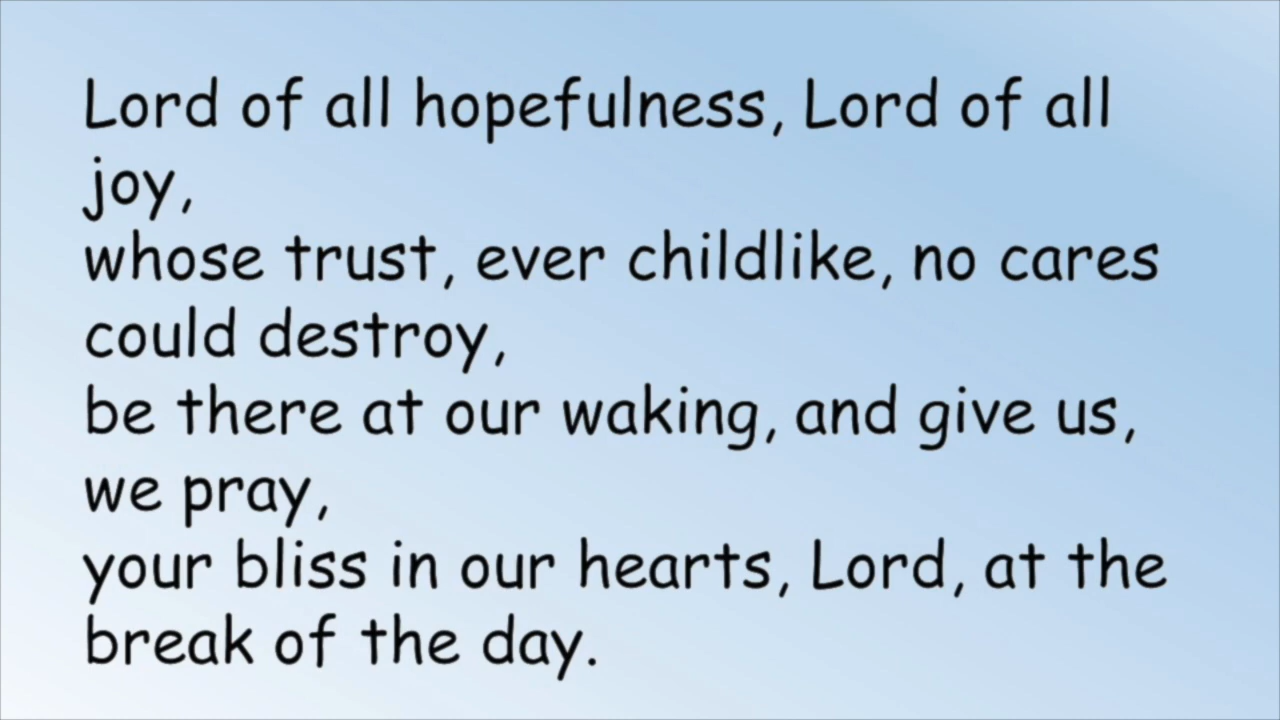 Lord of all hopefulness, Lord of all
joy,
whose trust, ever childlike, no cares
could destroy,
be there at our waking, and give us,
we pray,
your bliss in our hearts, Lord, at the
break of the day.